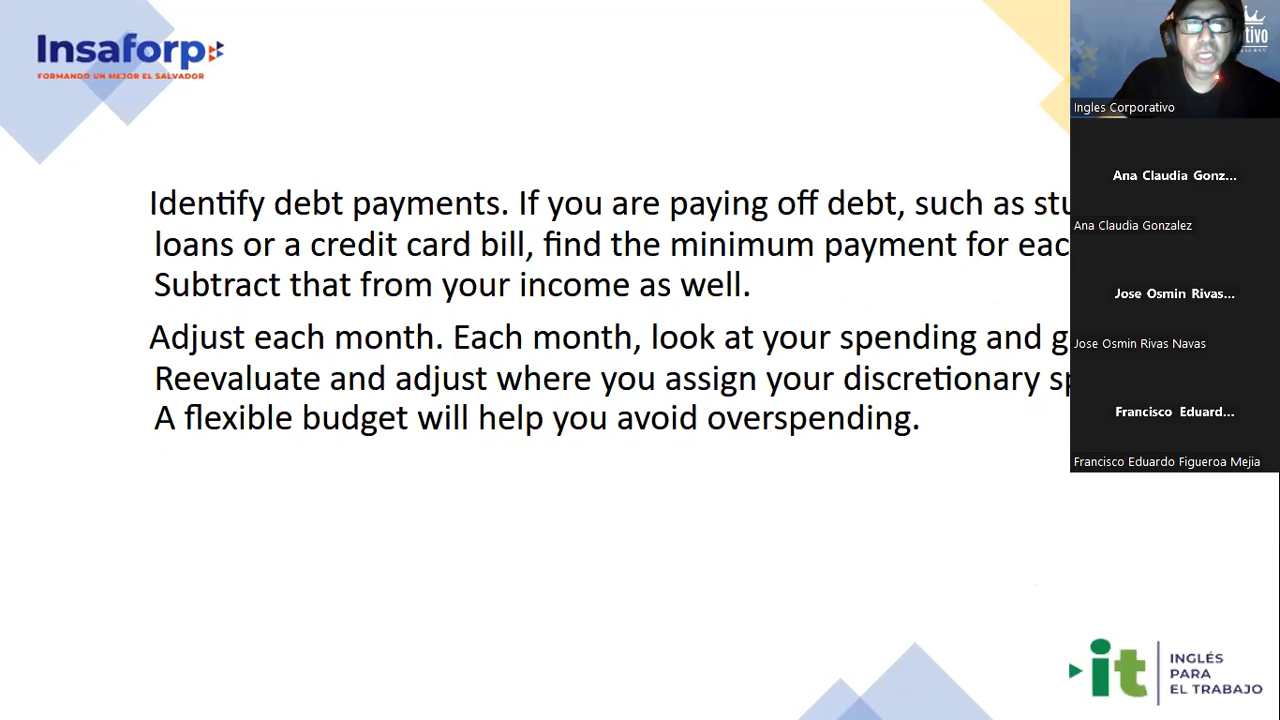 Insaforp
FORMANDO UN MEJOR EL SALVADOR
Identify debt payments. If you are paying off debt, such as
loans or a credit card bill, find the minimum payment for
Subtract that from your income as well.
Adjust each month. Each month, look at your spending and
Reevaluate and adjust where you assign your discretionary
A flexible budget will help you avoid overspending.
Ingles Corporativo
Ana Claudia Gonz...
Ana Claudia Gonzalez
Jose Osmin Rivas...
Jose Osmin Rivas Navas
Francisco Eduard...
Francisco Eduardo Figueroa Mejia
it
INGLÉS
PARA
EL TRABAJO